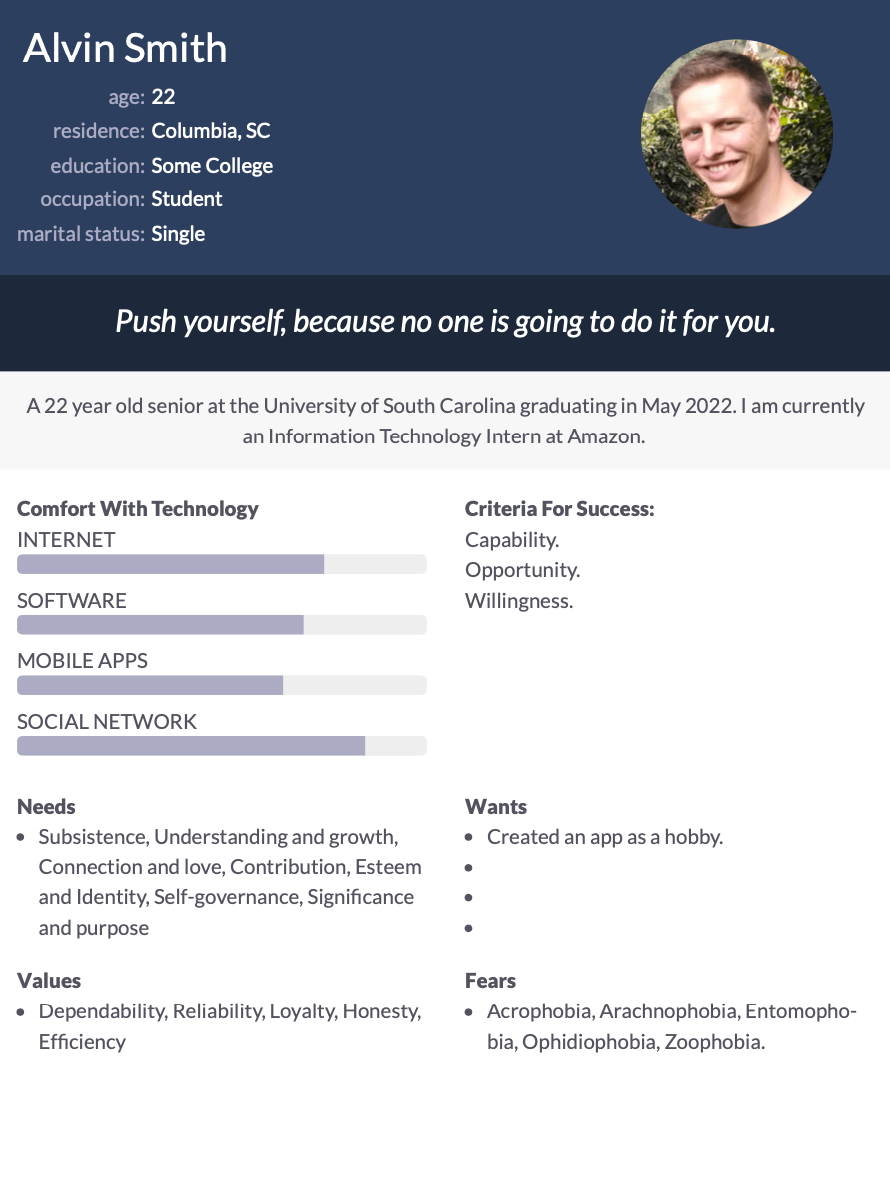 Alvin Smith
age: 22
residence: Columbia, SC
education: Some College
occupation: Student
marital status: Single
Push yourself, because no one is going to do it for you.
A 22 year old senior at the University of South Carolina graduating in May 2022. I am currently
an Information Technology Intern at Amazon.
Comfort With Technology
INTERNET
SOFTWARE
MOBILE APPS
SOCIAL NETWORK
Criteria For Success:
Capability.
Opportunity.
Willingness.
Needs
• Subsistence, Understanding and growth,
Connection and love, Contribution, Esteem
and Identity, Self-governance, Significance
and purpose
Wants
• Created an app as a hobby.
•
•
•
Values
• Dependability, Reliability, Loyalty, Honesty,
Efficiency
Fears
• Acrophobia, Arachnophobia, Entomopho-
bia, Ophidiophobia, Zoophobia.